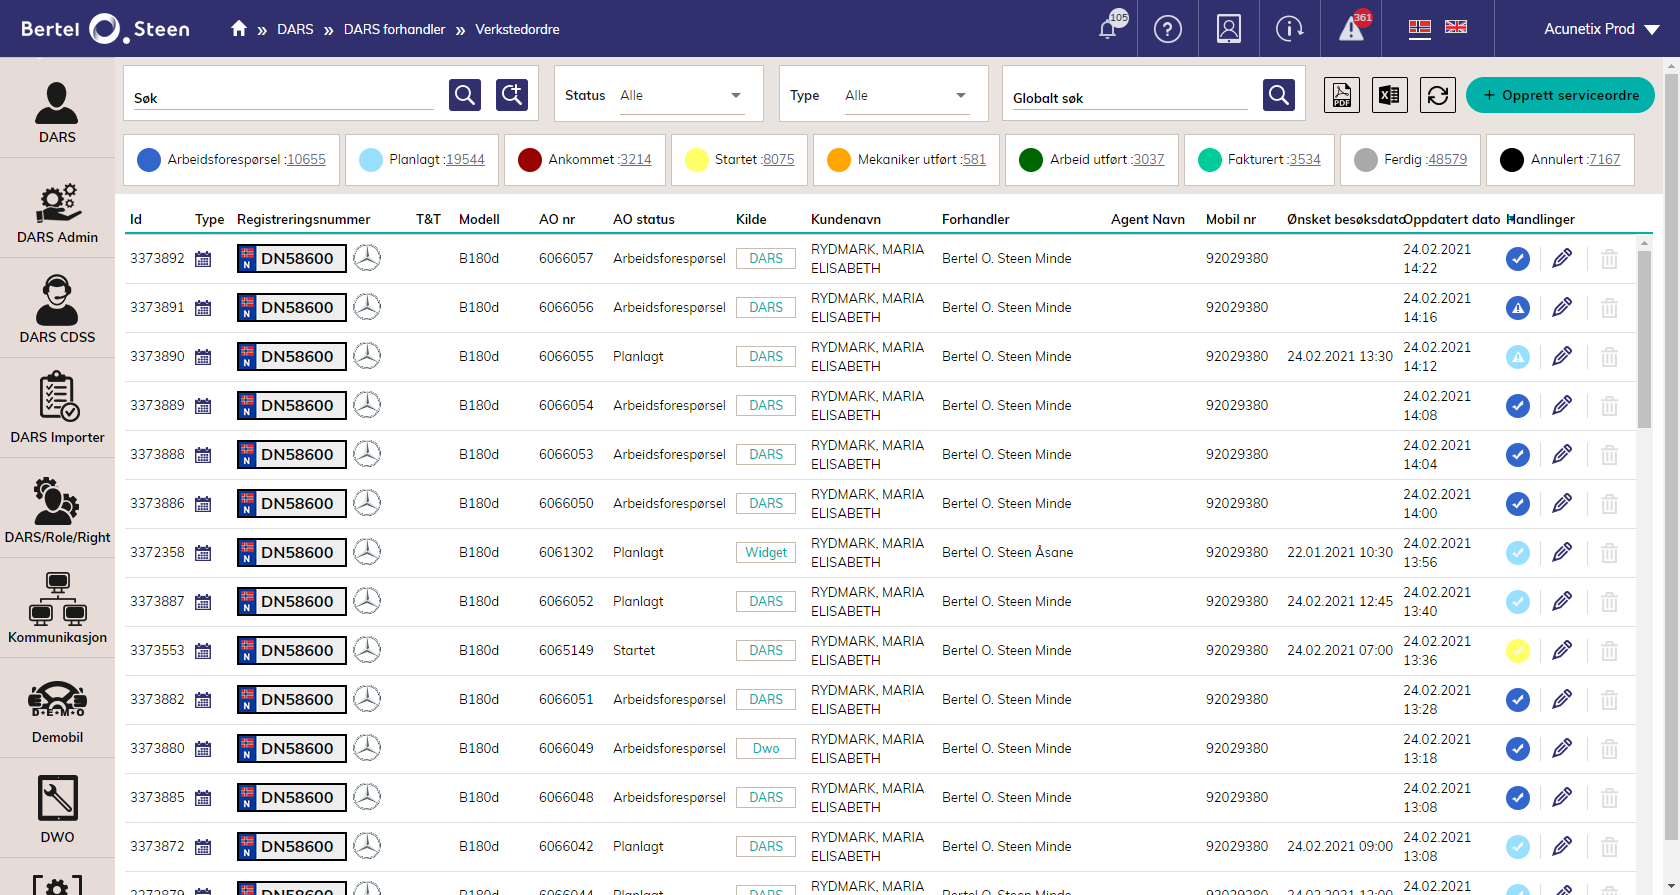 Bertel O. Steen
DARS » DARS forhandler » Verkstedordre
105
361
Acunetix Prod
DARS
DARS Admin
DARS CDSS
DARS Importer
DARS/Role/Right
Kommunikasjon
D•E•M•O
Demobil
DWO
Søk
Status Alle
Type Alle
Globalt søk
PDF
X
+ Opprett serviceordre
Arbeidsforespørsel :10655
Planlagt :19544
Ankommet :3214
Startet :8075
Mekaniker utført :581
Arbeid utført :3037
Fakturert :3534
Ferdig :48579
Annulert :7167
Id Type Registreringsnummer T&T Modell AO nr AO status Kilde Kundenavn Forhandler Agent Navn Mobil nr Ønsket besøksdato Oppdatert dato Handlinger
3373892 N DN58600 B180d 6066057 Arbeidsforespørsel DARS RYDMARK, MARIA ELISABETH Bertel O. Steen Minde 92029380 24.02.2021 14:22
3373891 N DN58600 B180d 6066056 Arbeidsforespørsel DARS RYDMARK, MARIA ELISABETH Bertel O. Steen Minde 92029380 24.02.2021 14:16
3373890 N DN58600 B180d 6066055 Planlagt DARS RYDMARK, MARIA ELISABETH Bertel O. Steen Minde 92029380 24.02.2021 13:30 24.02.2021 14:12
3373889 N DN58600 B180d 6066054 Arbeidsforespørsel DARS RYDMARK, MARIA ELISABETH Bertel O. Steen Minde 92029380 24.02.2021 14:08
3373888 N DN58600 B180d 6066053 Arbeidsforespørsel DARS RYDMARK, MARIA ELISABETH Bertel O. Steen Minde 92029380 24.02.2021 14:04
3373886 N DN58600 B180d 6066050 Arbeidsforespørsel DARS RYDMARK, MARIA ELISABETH Bertel O. Steen Minde 92029380 24.02.2021 14:00
3372358 N DN58600 B180d 6061302 Planlagt Widget RYDMARK, MARIA ELISABETH Bertel O. Steen Åsane 92029380 22.01.2021 10:30 24.02.2021 13:56
3373887 N DN58600 B180d 6066052 Planlagt DARS RYDMARK, MARIA ELISABETH Bertel O. Steen Minde 92029380 24.02.2021 12:45 24.02.2021 13:40
3373553 N DN58600 B180d 6065149 Startet DARS RYDMARK, MARIA ELISABETH Bertel O. Steen Minde 92029380 24.02.2021 07:00 24.02.2021 13:36
3373882 N DN58600 B180d 6066051 Arbeidsforespørsel DARS RYDMARK, MARIA ELISABETH Bertel O. Steen Minde 92029380 24.02.2021 13:28
3373880 N DN58600 B180d 6066049 Arbeidsforespørsel Dwo RYDMARK, MARIA ELISABETH Bertel O. Steen Minde 92029380 24.02.2021 13:18
3373885 N DN58600 B180d 6066048 Arbeidsforespørsel DARS RYDMARK, MARIA ELISABETH Bertel O. Steen Minde 92029380 24.02.2021 13:08
3373872 N DN58600 B180d 6066042 Planlagt DARS RYDMARK, MARIA ELISABETH Bertel O. Steen Minde 92029380 24.02.2021 09:00 24.02.2021 13:08
3373879 DN58600 B180d 6066044 Planlagt DARS RYDMARK, MARIA Bertel O. Steen Minde 92029380 24.02.2021 12:00 24.02.2021